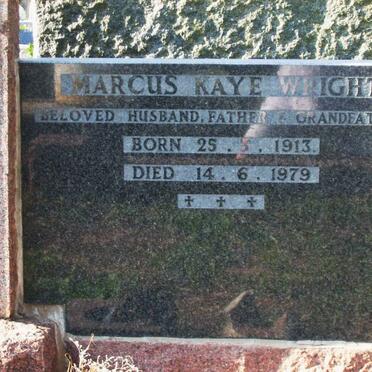 MARCUS KAYE WRIGHT
BELOVED HUSBAND, FATHER & GRANDFAT
BORN 25. 5. 1913.
DIED 14. 6. 1979